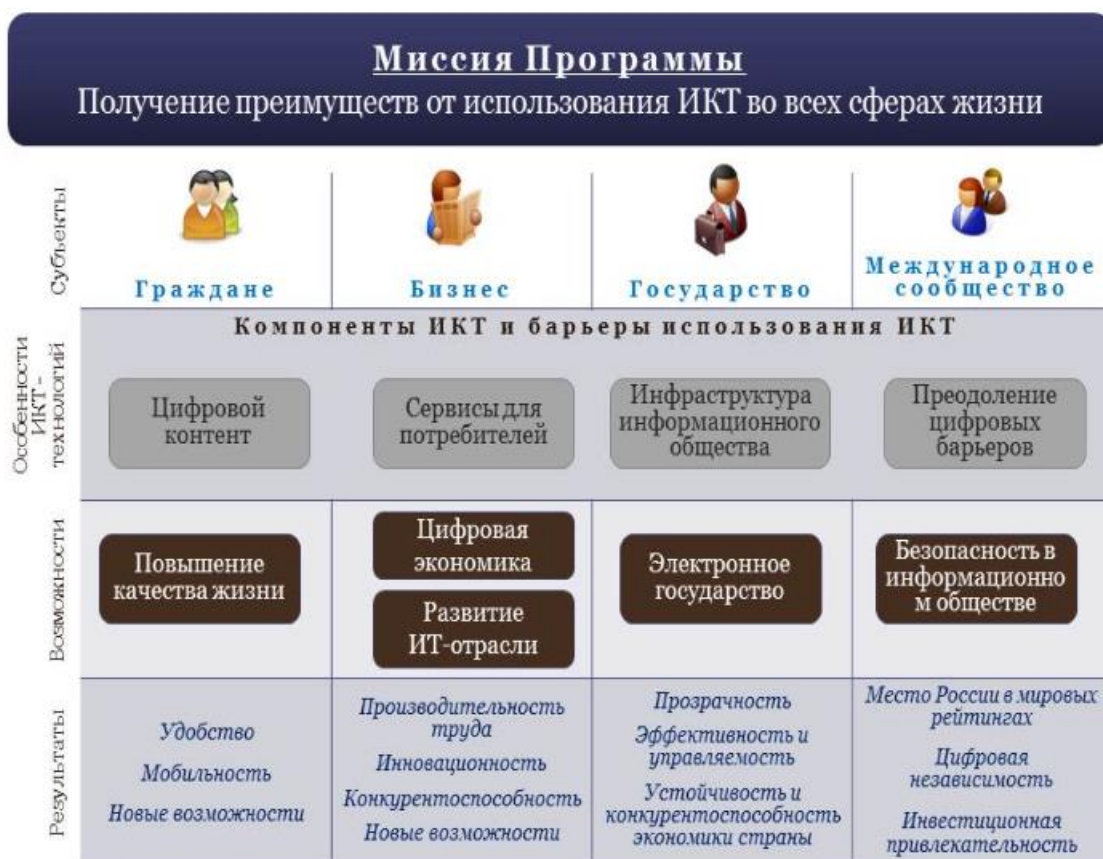 Миссия Программы
Получение преимуществ от использования ИКТ во всех сферах жизни
Субъекты
Граждане
Бизнес
Государство
Международное
сообщество
Особенности
ИКТ-
технологий
Компоненты ИКТ и барьеры использования ИКТ
Цифровой
контент
Сервисы для
потребителей
Инфраструктура
информационного
общества
Преодоление
цифровых
барьеров
Возможности
Повышение
качества жизни
Цифровая
экономика
Развитие
ИТ-отрасли
Электронное
государство
Безопасность в
информационно
м обществе
Результаты
Удобство
Мобильность
Новые возможности
Производительность
труда
Инновационность
Конкурентоспособность
Новые возможности
Прозрачность
Эффективность и
управляемость
Устойчивость и
конкурентоспособность
экономики страны
Место России в мировых
рейтингах
Цифровая
независимость
Инвестиционная
привлекательность